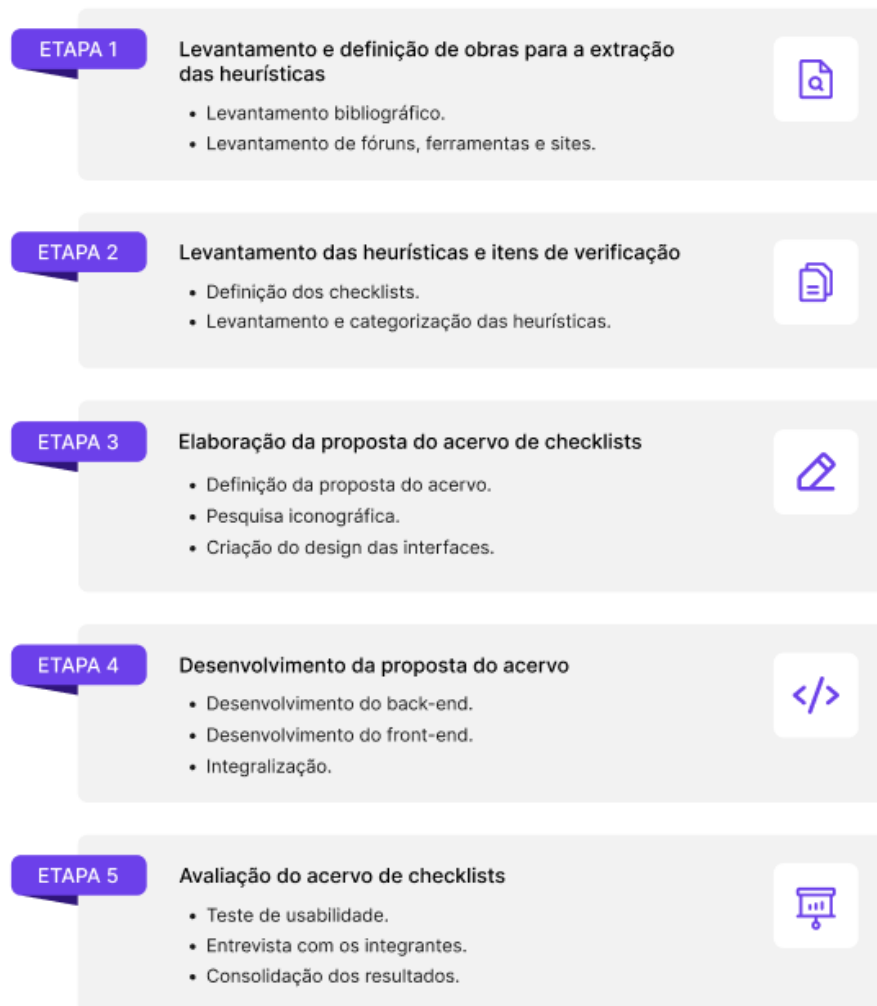 ETAPA 1
Levantamento e definição de obras para a extração
das heurísticas
• Levantamento bibliográfico.
• Levantamento de fóruns, ferramentas e sites.
ETAPA 2
Levantamento das heurísticas e itens de verificação
• Definição dos checklists.
• Levantamento e categorização das heurísticas.
ETAPA 3
Elaboração da proposta do acervo de checklists
• Definição da proposta do acervo.
• Pesquisa iconográfica.
• Criação do design das interfaces.
ETAPA 4
Desenvolvimento da proposta do acervo
• Desenvolvimento do back-end.
• Desenvolvimento do front-end.
• Integralização.
ETAPA 5
Avaliação do acervo de checklists
• Teste de usabilidade.
• Entrevista com os integrantes.
• Consolidação dos resultados.